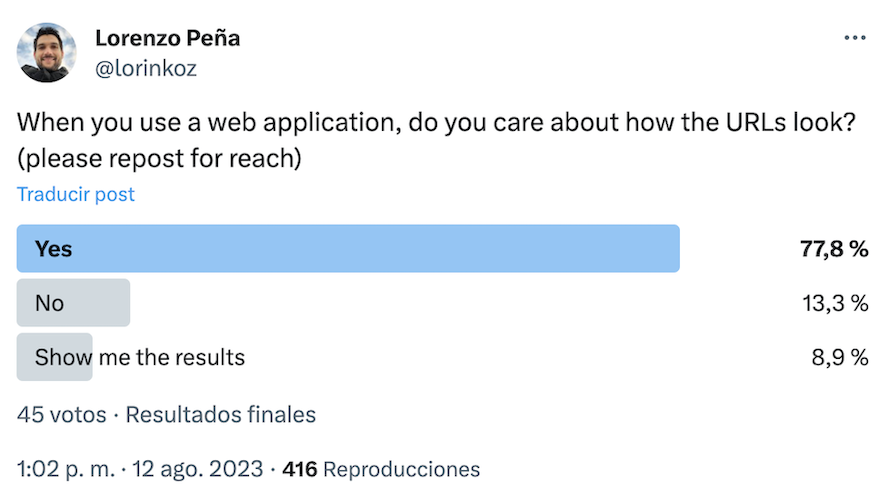 Lorenzo Peña
@lorinkoz
When you use a web application, do you care about how the URLs look?
(please repost for reach)
Traducir post
Yes 77,8 %
No 13,3 %
Show me the results 8,9 %
45 votos · Resultados finales
1:02 p. m. · 12 ago. 2023 · 416 Reproducciones